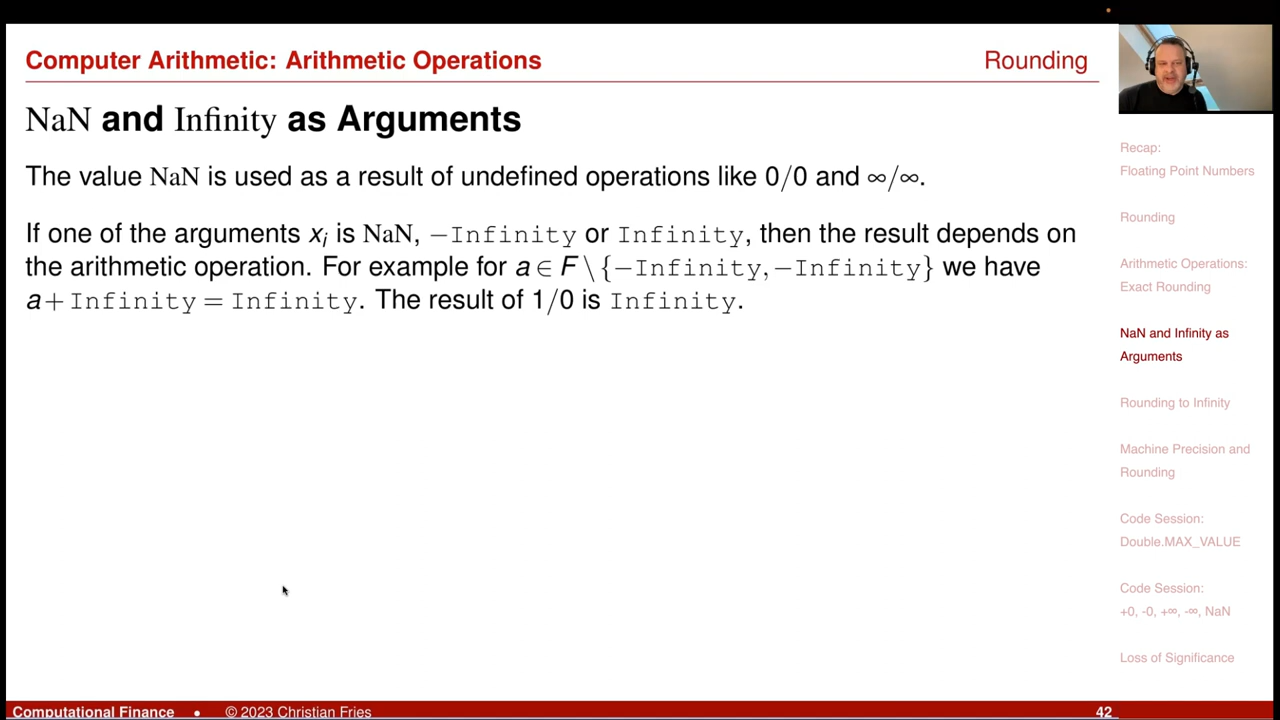 Computer Arithmetic: Arithmetic Operations
Rounding
NaN and Infinity as Arguments
The value NaN is used as a result of undefined operations like 0/0 and ∞/∞.
If one of the arguments xi is NaN, −Infinity or Infinity, then the result depends on
the arithmetic operation. For example for a ∈ F \ {−Infinity, −Infinity} we have
a + Infinity = Infinity. The result of 1/0 is Infinity.
Recap:
Floating Point Numbers
Rounding
Arithmetic Operations:
Exact Rounding
NaN and Infinity as
Arguments
Rounding to Infinity
Machine Precision and
Rounding
Code Session:
Double.MAX_VALUE
Code Session:
+0, -0, +∞, -∞, NaN
Loss of Significance
Computational Finance • © 2023 Christian Fries
42